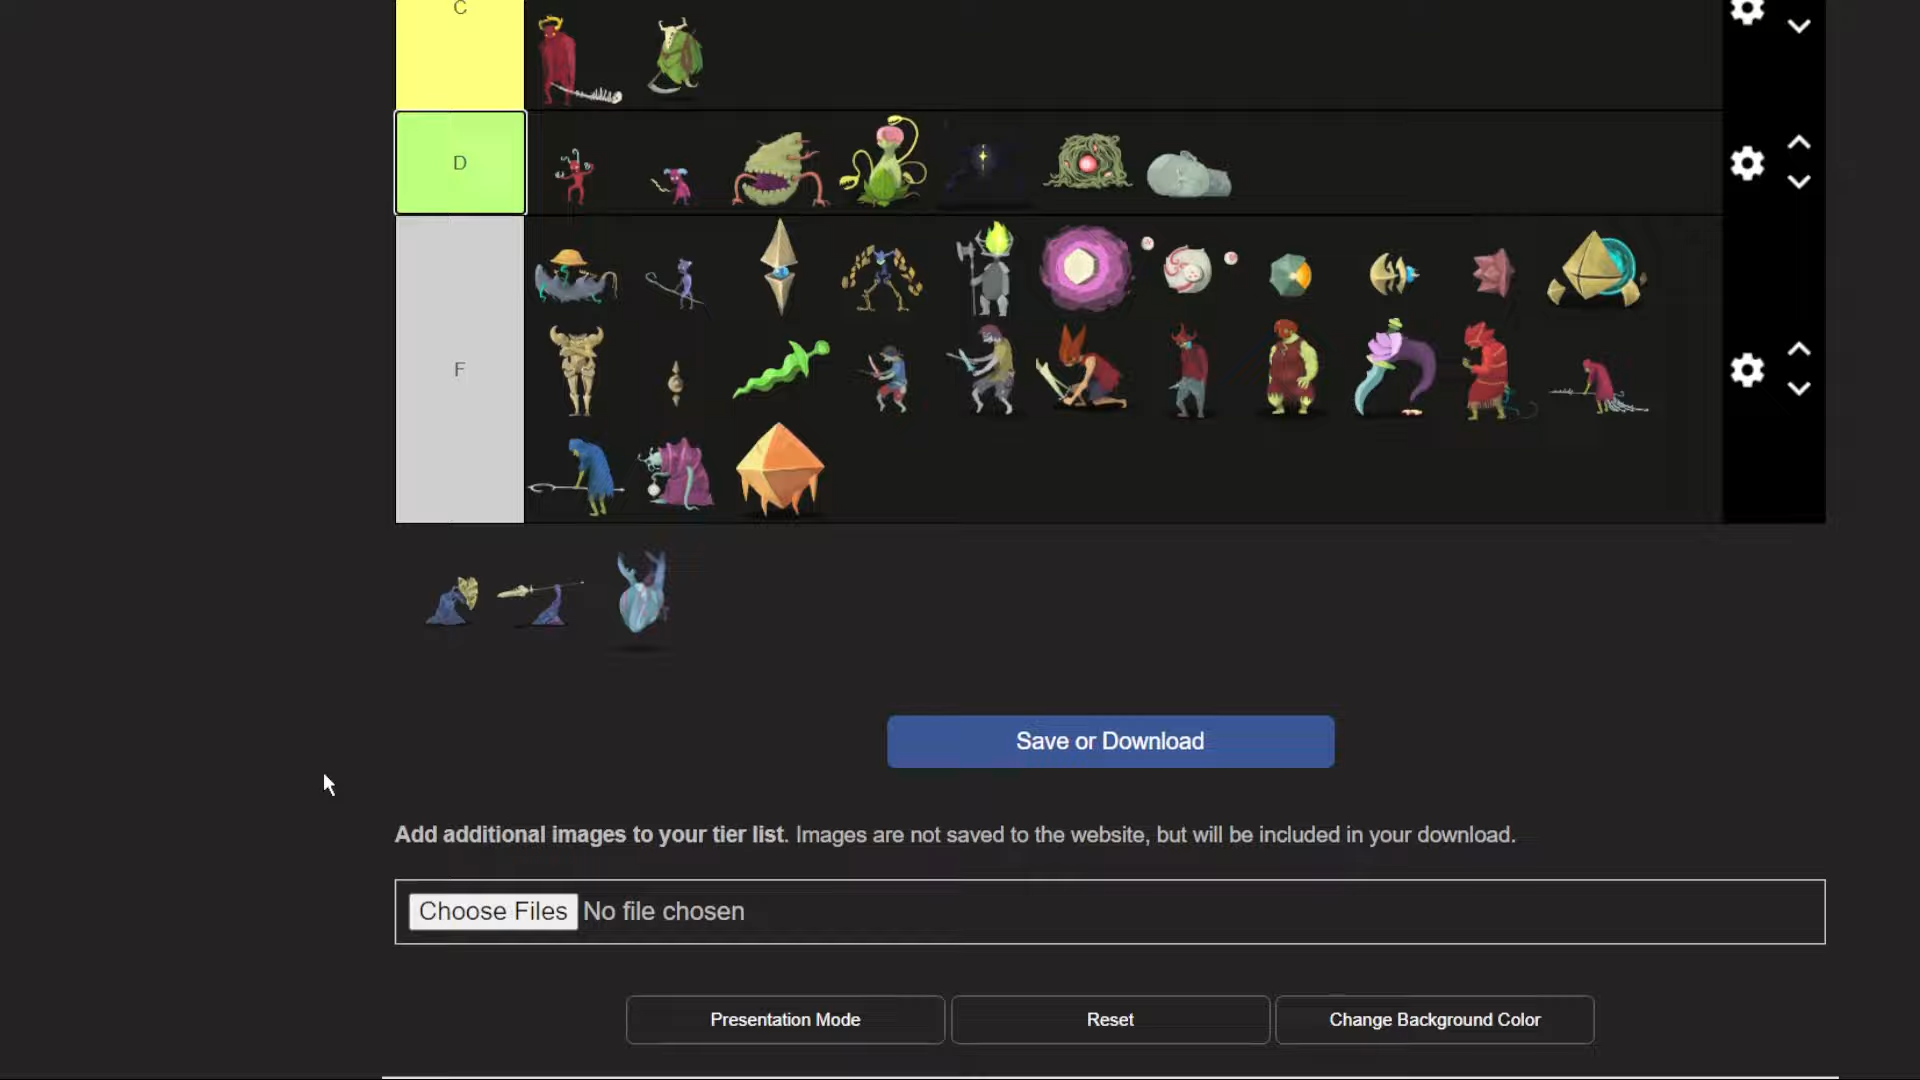 C
D
F
Save or Download
Add additional images to your tier list. Images are not saved to the website, but will be included in your download.
Choose Files No file chosen
Presentation Mode
Reset
Change Background Color